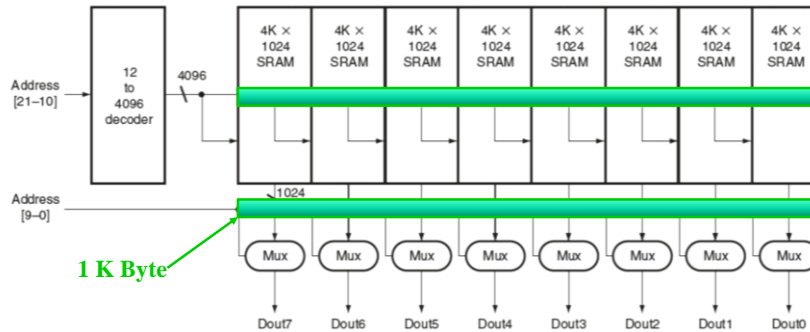 4K × 4K × 4K × 4K × 4K × 4K × 4K × 4K ×
1024 1024 1024 1024 1024 1024 1024 1024
SRAM SRAM SRAM SRAM SRAM SRAM SRAM SRAM
12
to
4096
decoder
4096
Address
[21–10]
1024
Address
[9–0]
Mux Mux Mux Mux Mux Mux Mux Mux
1 K Byte
Dout7 Dout6 Dout5 Dout4 Dout3 Dout2 Dout1 Dout0